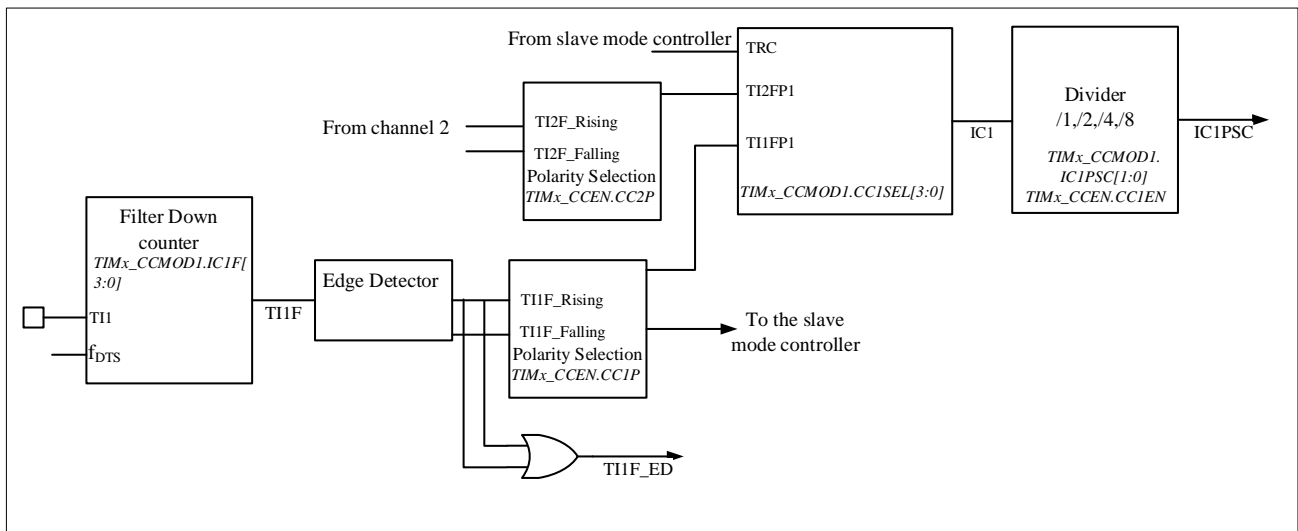 From slave mode controller
TRC
TI2FP1
TI1FP1
TIMx_CCMOD1.CC1SEL[3:0]
IC1
Divider
/1,/2,/4,/8
TIMx_CCMOD1.
IC1PSC[1:0]
TIMx_CCEN.CC1EN
IC1PSC
From channel 2
TI2F_Rising
TI2F_Falling
Polarity Selection
TIMx_CCEN.CC2P
Filter Down
counter
TIMx_CCMOD1.IC1F[
3:0]
TI1
fDTS
TI1F
Edge Detector
TI1F_Rising
TI1F_Falling
Polarity Selection
TIMx_CCEN.CC1P
To the slave
mode controller
TI1F_ED